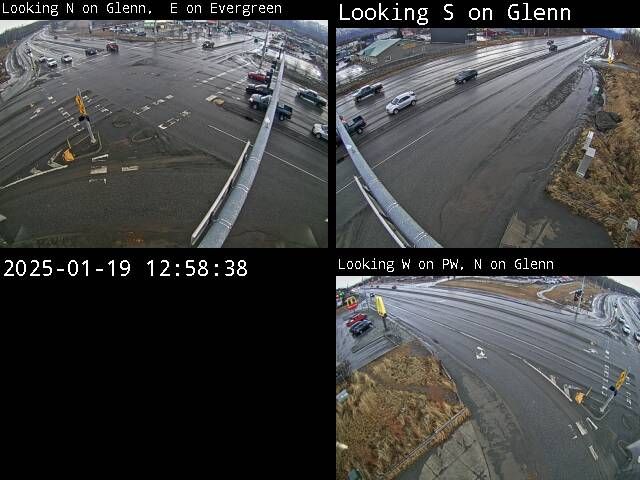 Looking N on Glenn,  E on Evergreen
Looking S on Glenn
2025-01-19 12:58:38
Looking W on PW, N on Glenn